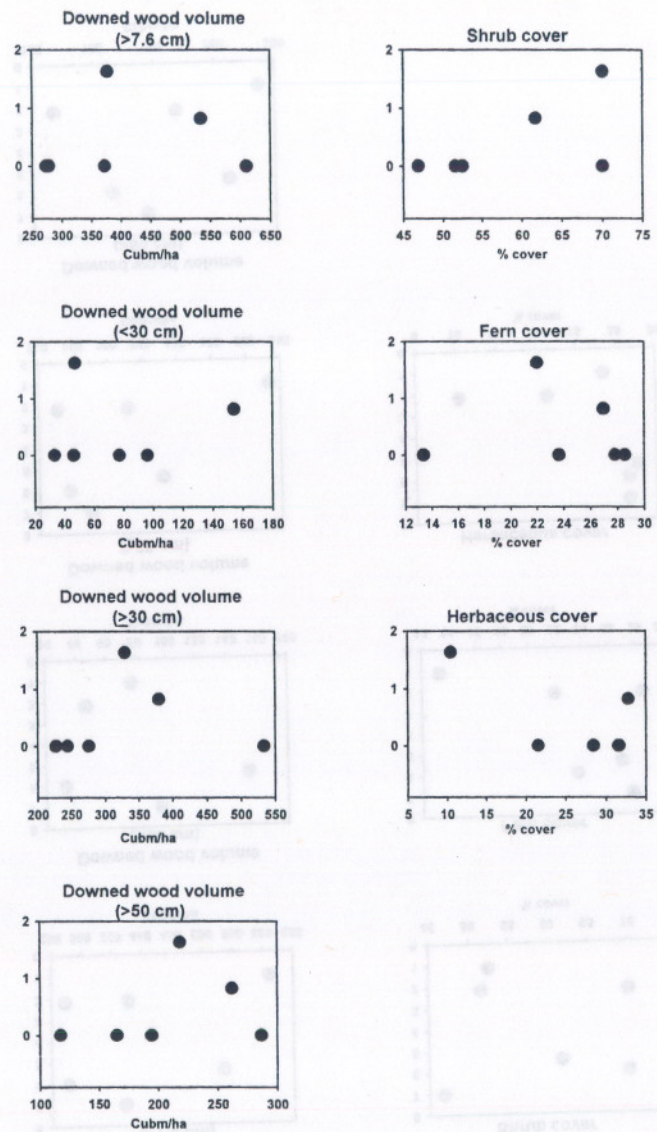 Downed wood volume
(>7.6 cm)
2
1
0
250 300 350 400 450 500 550 600 650
Cubm/ha
Shrub cover
2
1
0
45 50 55 60 65 70 75
% cover
Downed wood volume
(<30 cm)
2
1
0
20 40 60 80 100 120 140 160 180
Cubm/ha
Fern cover
2
1
0
12 14 16 18 20 22 24 26 28 30
% cover
Downed wood volume
(>30 cm)
2
1
0
200 250 300 350 400 450 500 550
Cubm/ha
Herbaceous cover
2
1
0
5 10 15 20 25 30 35
% cover
Downed wood volume
(>50 cm)
2
1
0
100 150 200 250 300
Cubm/ha